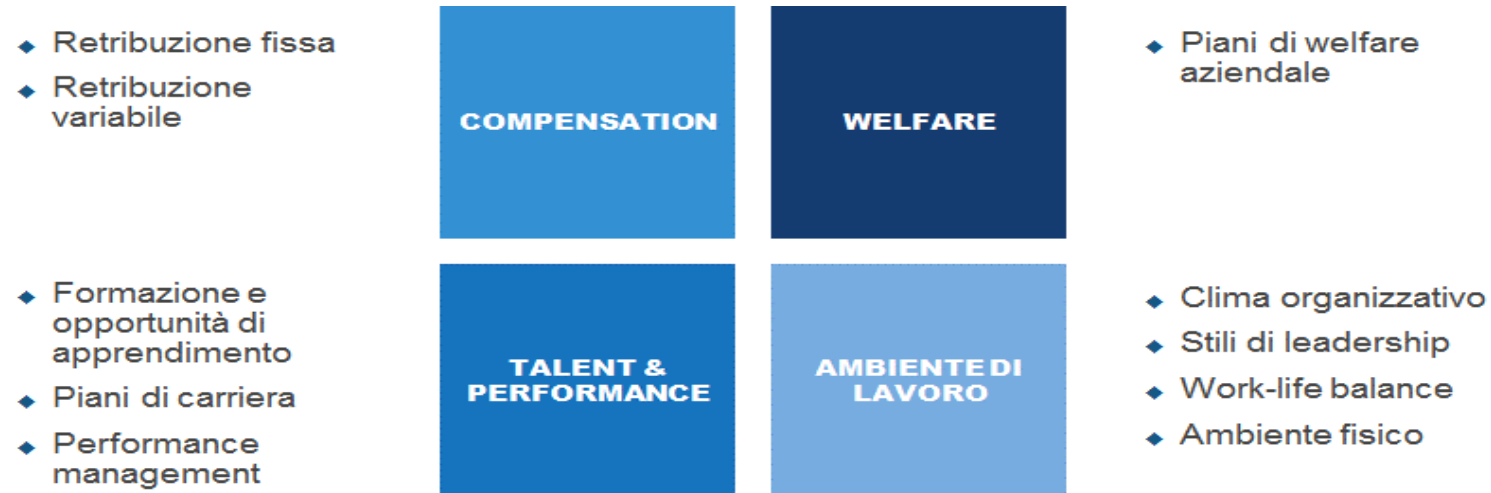 Retribuzione fissa
Retribuzione
variabile
COMPENSATION
WELFARE
Piani di welfare
aziendale
Formazione e
opportunità di
apprendimento
Piani di carriera
Performance
management
TALENT &
PERFORMANCE
AMBIENTE DI
LAVORO
Clima organizzativo
Stili di leadership
Work-life balance
Ambiente fisico